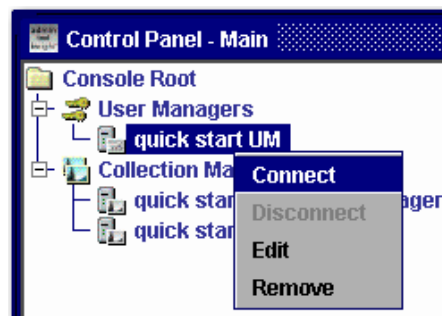 Control Panel - Main
Console Root
User Managers
quick start UM
Collection Ma
Connect
quick star
ager
Disconnect
quick star
Edit
Remove